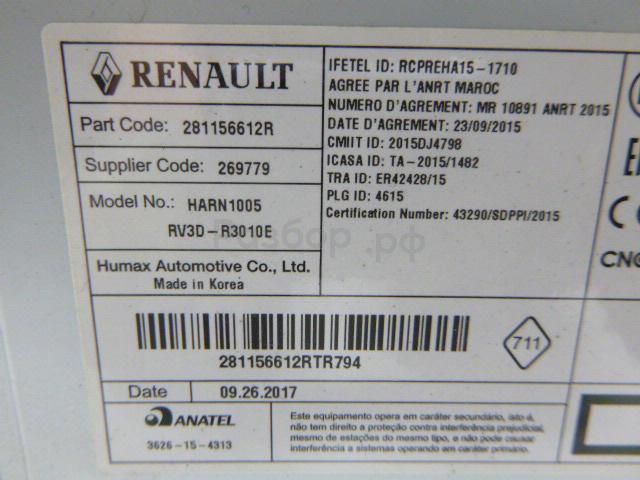 RENAULT
Part Code: 281156612R
Supplier Code: 269779
Model No.: HARN1005
RV3D-R3010E
Humax Automotive Co., Ltd.
Made in Korea
IFETEL ID: RCPREHA15-1710
AGREE PAR L'ANRT MAROC
NUMERO D'AGREMENT: MR 10891 ANRT 2015
DATE D'AGREMENT: 23/09/2015
CMIIT ID: 2015DJ4798
ICASA ID: TA-2015/1482
TRA ID: ER42428/15
PLG ID: 4615
Certification Number: 43290/SDPPI/2015
Разбор.рф
281156612RTR794
711
Date 09.26.2017
ANATEL
3626-15-4313
Este equipamento opera em caráter secundário, isto é,
não tem direito a proteção contra interferência prejudicial,
mesmo de estações do mesmo tipo, e não pode causar
interferência a sistemas operando em caráter primário.